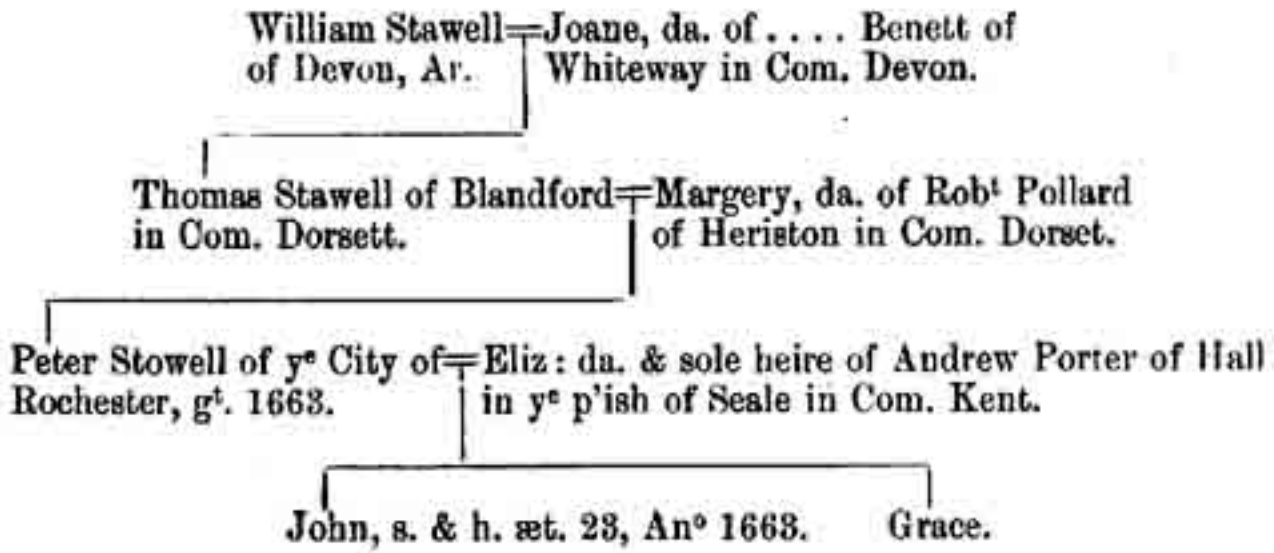 William Stawell=Joane, da. of . . . . Benett of
of Devon, Ar. Whiteway in Com. Devon.
Thomas Stawell of Blandford=Margery, da. of Robᵗ Pollard
in Com. Dorsett. of Heriston in Com. Dorset.
Peter Stowell of yᵉ City of=Eliz: da. & sole heire of Andrew Porter of Hall
Rochester, gᵗ. 1663. in yᵉ p'ish of Seale in Com. Kent.
John, s. & h. æt. 23, Anº 1663. Grace.